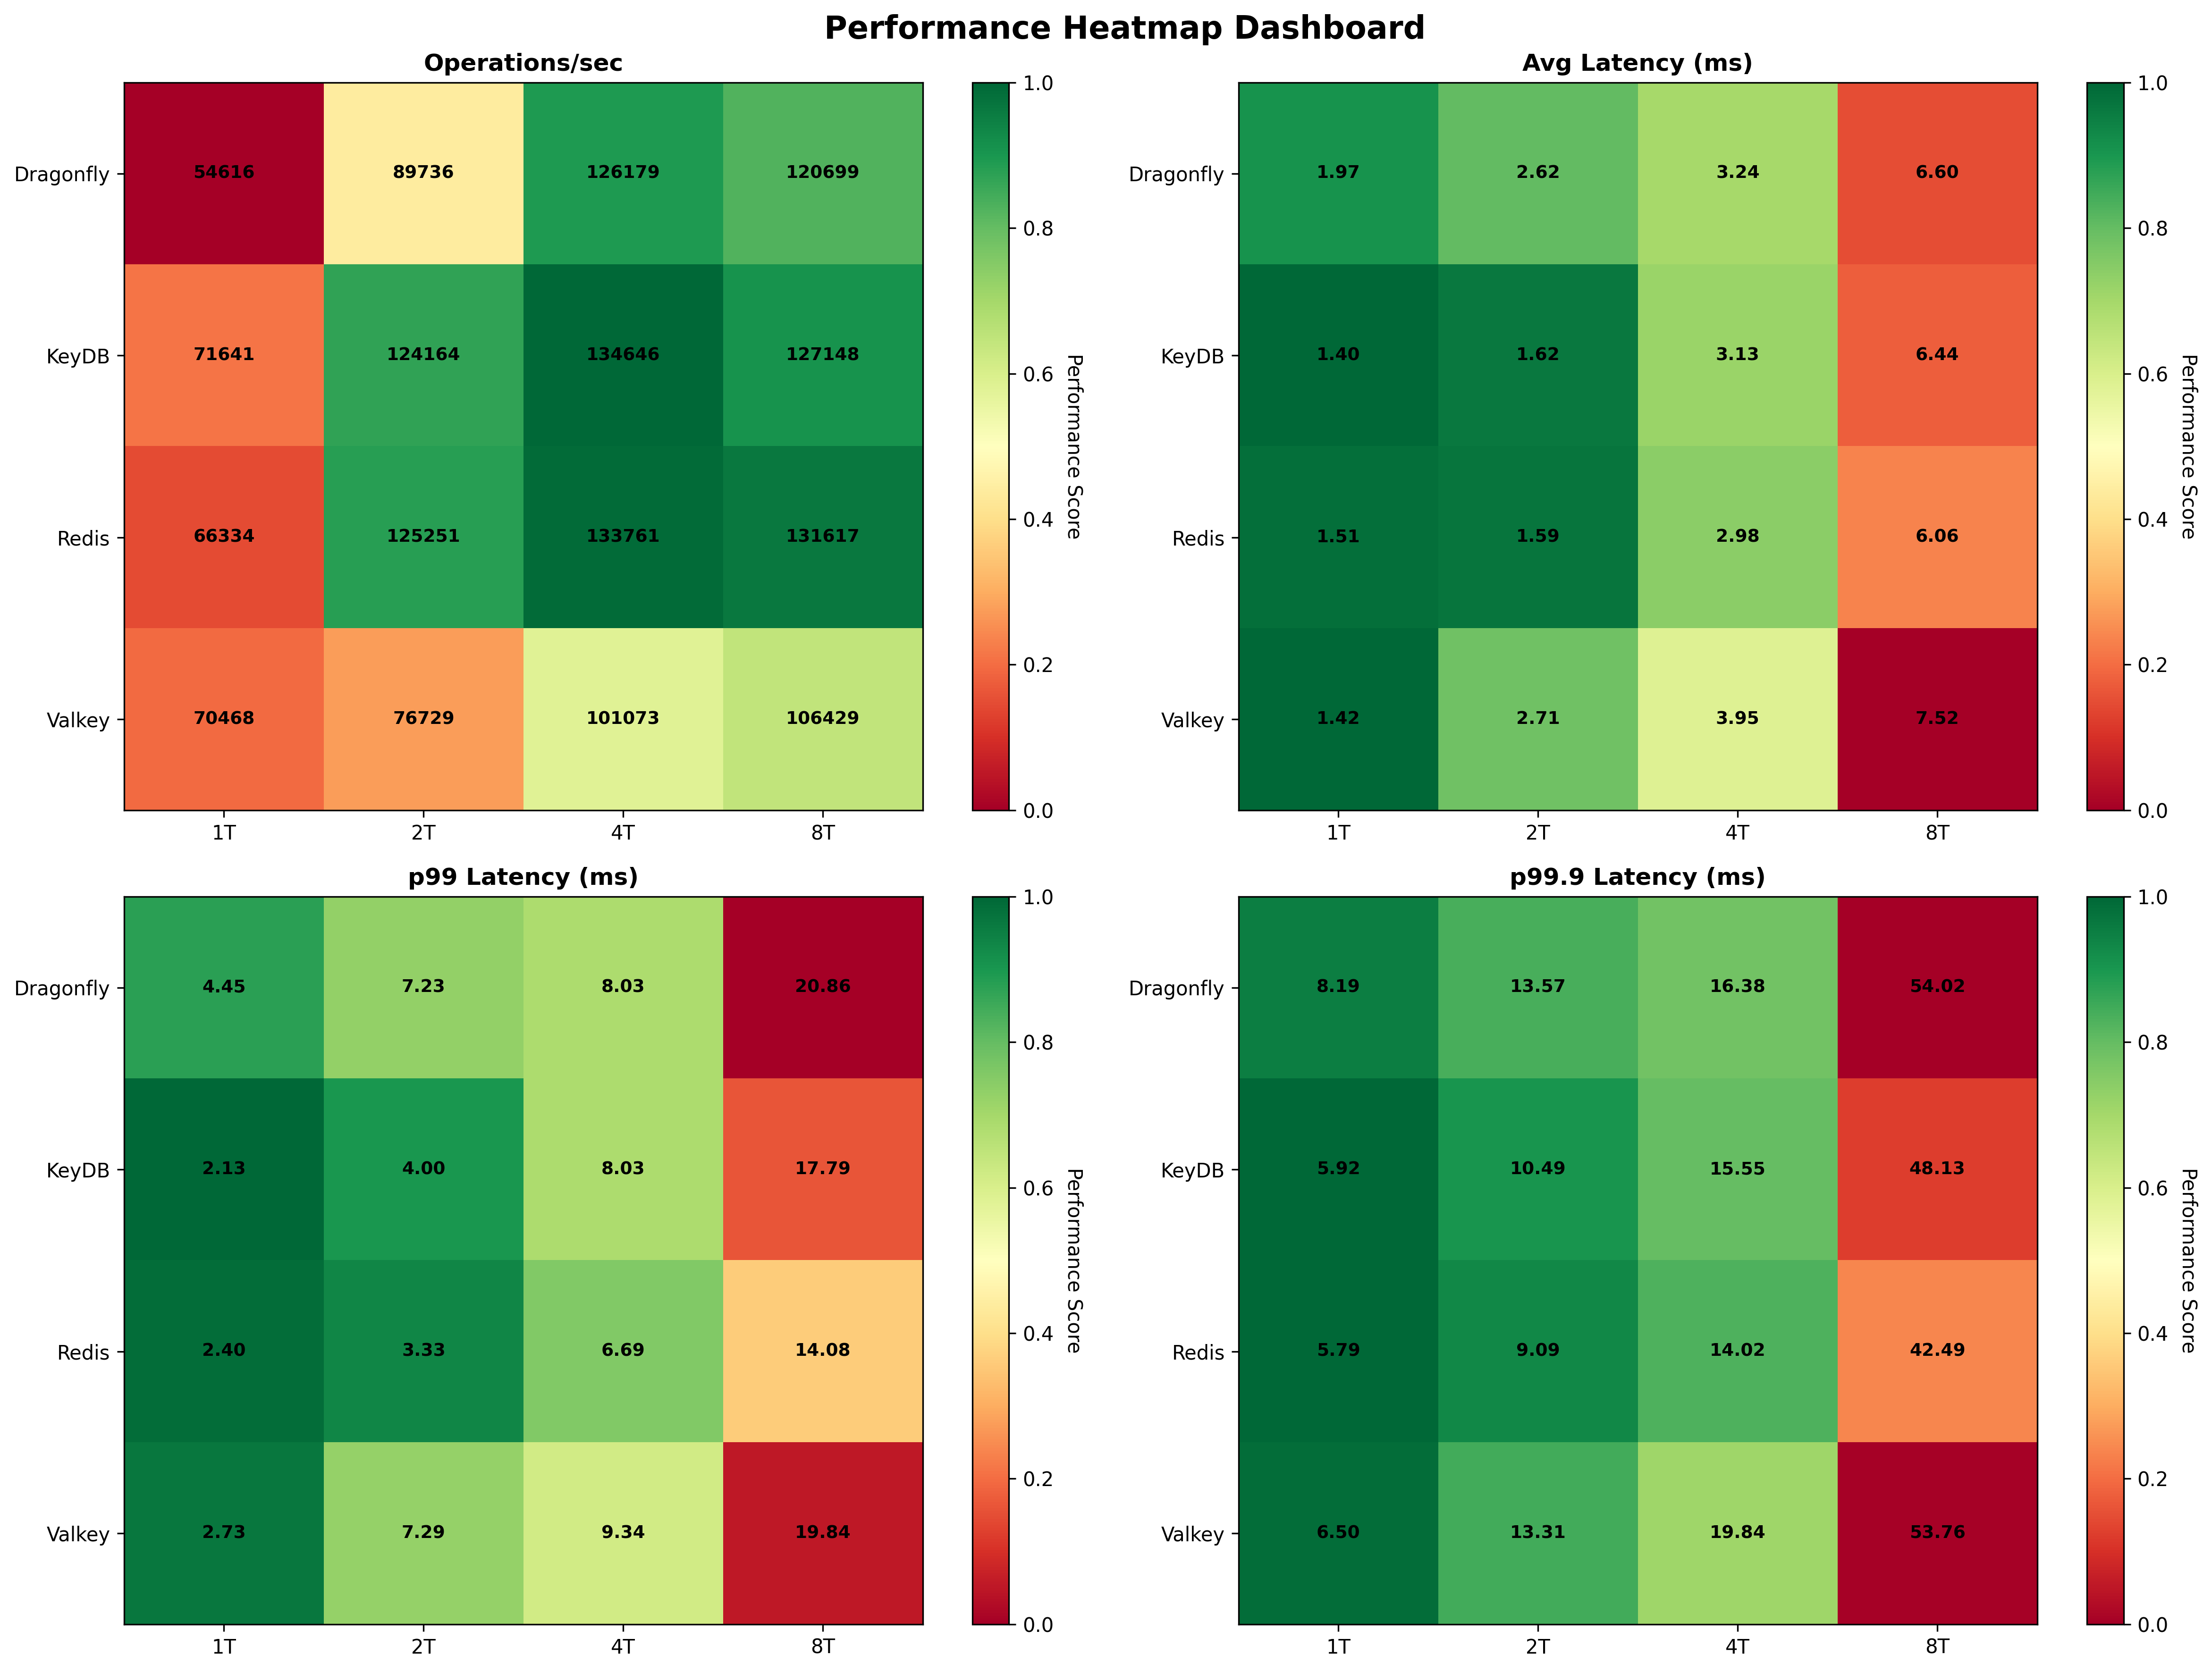 Performance Heatmap Dashboard
Operations/sec
Dragonfly 54616 89736 126179 120699
KeyDB 71641 124164 134646 127148
Redis 66334 125251 133761 131617
Valkey 70468 76729 101073 106429
1T 2T 4T 8T
1.0
0.8
0.6
0.4
0.2
0.0
Performance Score
Avg Latency (ms)
Dragonfly 1.97 2.62 3.24 6.60
KeyDB 1.40 1.62 3.13 6.44
Redis 1.51 1.59 2.98 6.06
Valkey 1.42 2.71 3.95 7.52
1T 2T 4T 8T
1.0
0.8
0.6
0.4
0.2
0.0
Performance Score
p99 Latency (ms)
Dragonfly 4.45 7.23 8.03 20.86
KeyDB 2.13 4.00 8.03 17.79
Redis 2.40 3.33 6.69 14.08
Valkey 2.73 7.29 9.34 19.84
1T 2T 4T 8T
1.0
0.8
0.6
0.4
0.2
0.0
Performance Score
p99.9 Latency (ms)
Dragonfly 8.19 13.57 16.38 54.02
KeyDB 5.92 10.49 15.55 48.13
Redis 5.79 9.09 14.02 42.49
Valkey 6.50 13.31 19.84 53.76
1T 2T 4T 8T
1.0
0.8
0.6
0.4
0.2
0.0
Performance Score